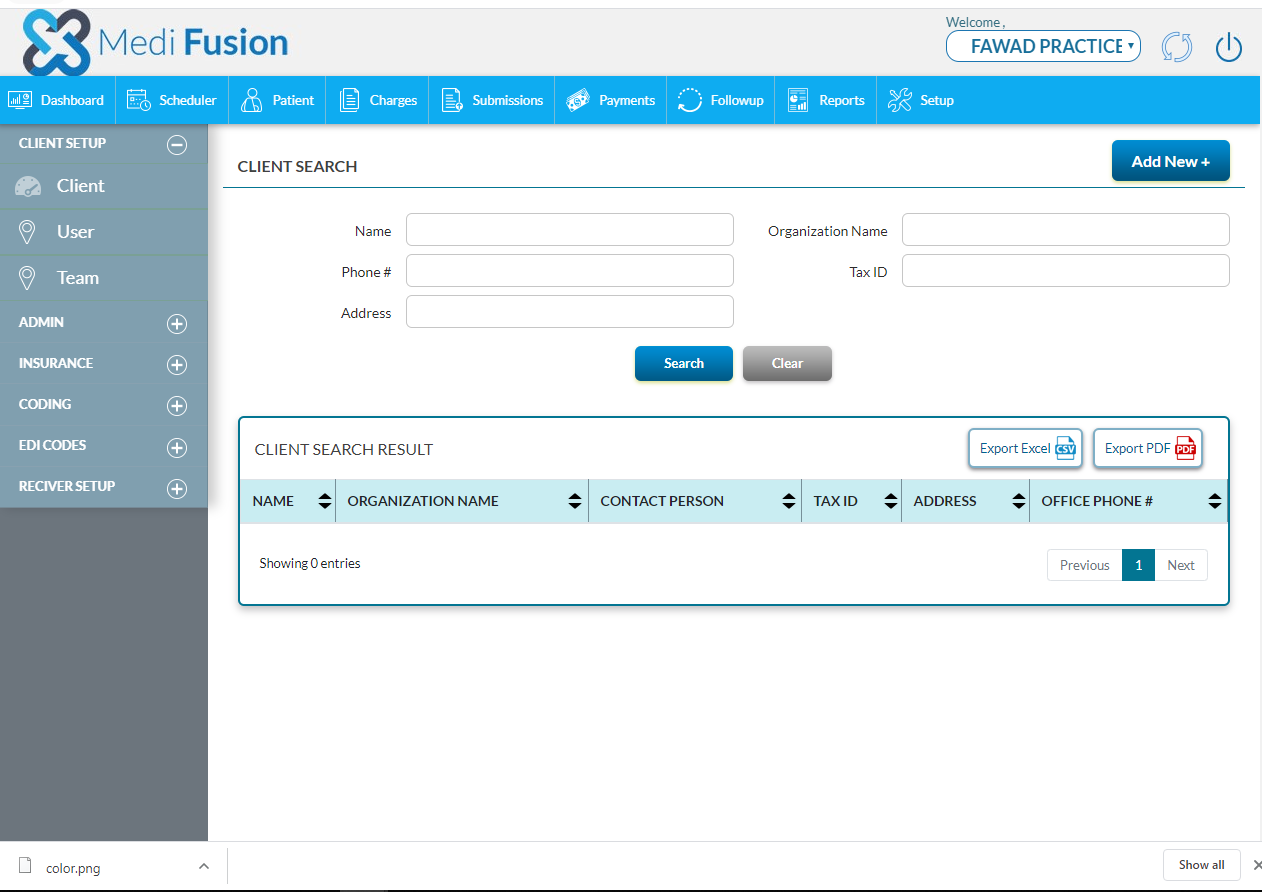 Medi Fusion
Welcome ,
FAWAD PRACTICE
Dashboard Scheduler Patient Charges Submissions Payments Followup Reports Setup
CLIENT SETUP
Client
User
Team
ADMIN
INSURANCE
CODING
EDI CODES
RECIVER SETUP
CLIENT SEARCH
Add New +
Name
Organization Name
Phone #
Tax ID
Address
Search Clear
CLIENT SEARCH RESULT
Export Excel CSV Export PDF PDF
NAME ORGANIZATION NAME CONTACT PERSON TAX ID ADDRESS OFFICE PHONE #
Showing 0 entries
Previous 1 Next
color.png
Show all